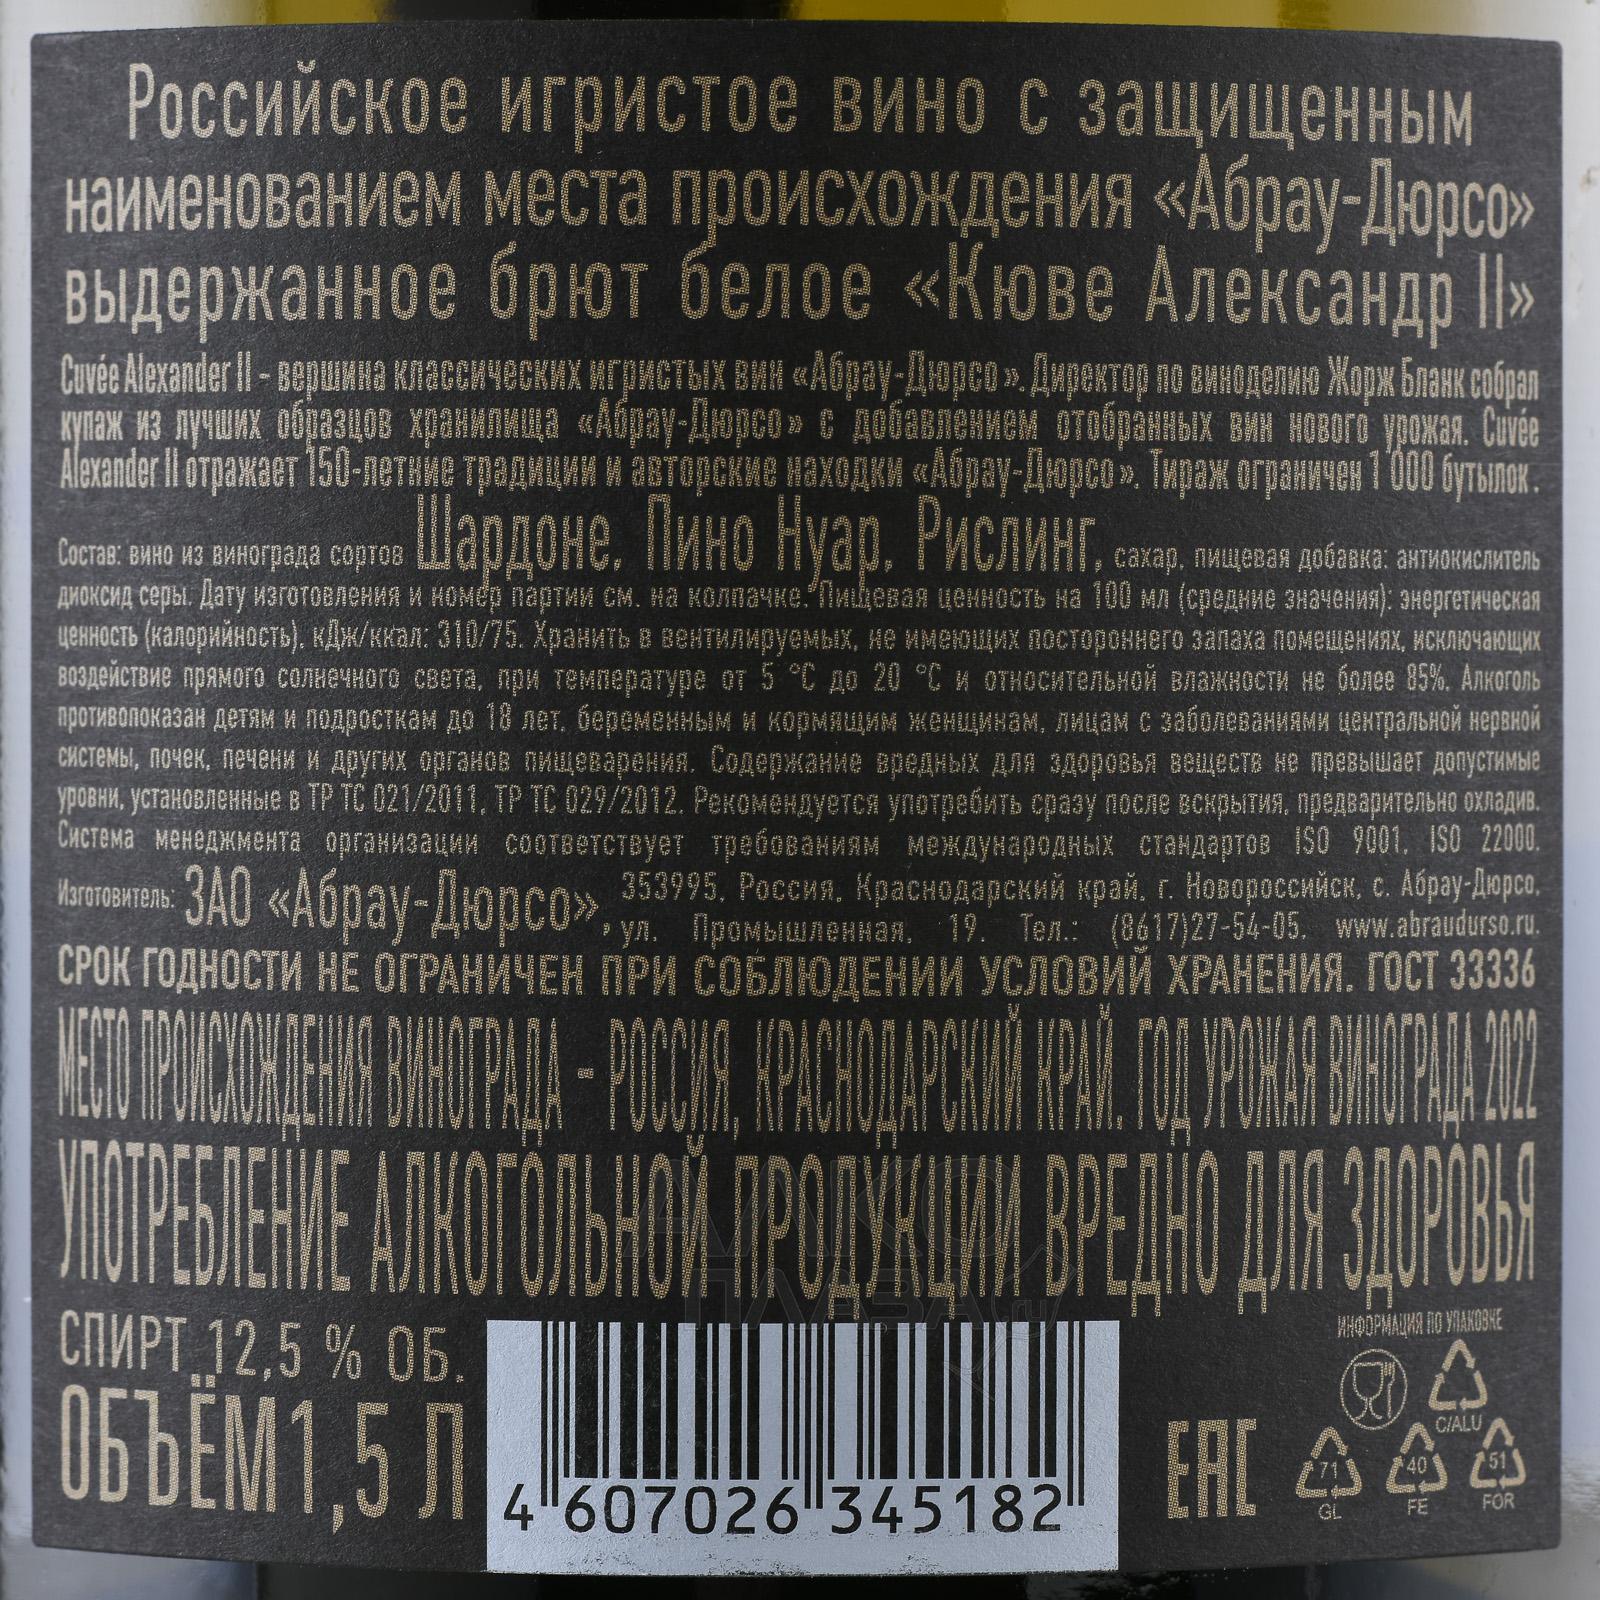 Российское игристое вино с защищенным
наименованием места происхождения «Абрау-Дюрсо»
выдержанное брют белое «Кюве Александр II»
Cuvée Alexander II - вершина классических игристых вин «Абрау-Дюрсо». Директор по виноделию Жорж Бланк собрал
купаж из лучших образцов хранилища «Абрау-Дюрсо» с добавлением отобранных вин нового урожая. Cuvée
Alexander II отражает 150-летние традиции и авторские находки «Абрау-Дюрсо». Тираж ограничен 1 000 бутылок.
Состав: вино из винограда сортов Шардоне, Пино Нуар, Рислинг, сахар, пищевая добавка: антиокислитель
диоксид серы. Дату изготовления и номер партии см. на колпачке. Пищевая ценность на 100 мл (средние значения): энергетическая
ценность (калорийность), кДж/ккал: 310/75. Хранить в вентилируемых, не имеющих постороннего запаха помещениях, исключающих
воздействие прямого солнечного света, при температуре от 5 °C до 20 °C и относительной влажности не более 85%. Алкоголь
противопоказан детям и подросткам до 18 лет, беременным и кормящим женщинам, лицам с заболеваниями центральной нервной
системы, почек, печени и других органов пищеварения. Содержание вредных для здоровья веществ не превышает допустимые
уровни, установленные в ТР ТС 021/2011, ТР ТС 029/2012. Рекомендуется употребить сразу после вскрытия, предварительно охладив.
Система менеджмента организации соответствует требованиям международных стандартов ISO 9001, ISO 22000.
Изготовитель: ЗАО «Абрау-Дюрсо», 353995, Россия, Краснодарский край, г. Новороссийск, с. Абрау-Дюрсо,
ул. Промышленная, 19. Тел.: (8617)27-54-05, www.abraudurso.ru.
СРОК ГОДНОСТИ НЕ ОГРАНИЧЕН ПРИ СОБЛЮДЕНИИ УСЛОВИЙ ХРАНЕНИЯ. ГОСТ 33336
МЕСТО ПРОИСХОЖДЕНИЯ ВИНОГРАДА - РОССИЯ, КРАСНОДАРСКИЙ КРАЙ. ГОД УРОЖАЯ ВИНОГРАДА 2022
УПОТРЕБЛЕНИЕ АЛКОГОЛЬНОЙ ПРОДУКЦИИ ВРЕДНО ДЛЯ ЗДОРОВЬЯ
АЛКО
ПЛАЗА.ru
СПИРТ 12,5 % ОБ.
ОБЪЁМ 1,5 Л
4 607026 345182
EAC
ИНФОРМАЦИЯ ПО УПАКОВКЕ
C/ALU
71 40 51
GL FE FOR